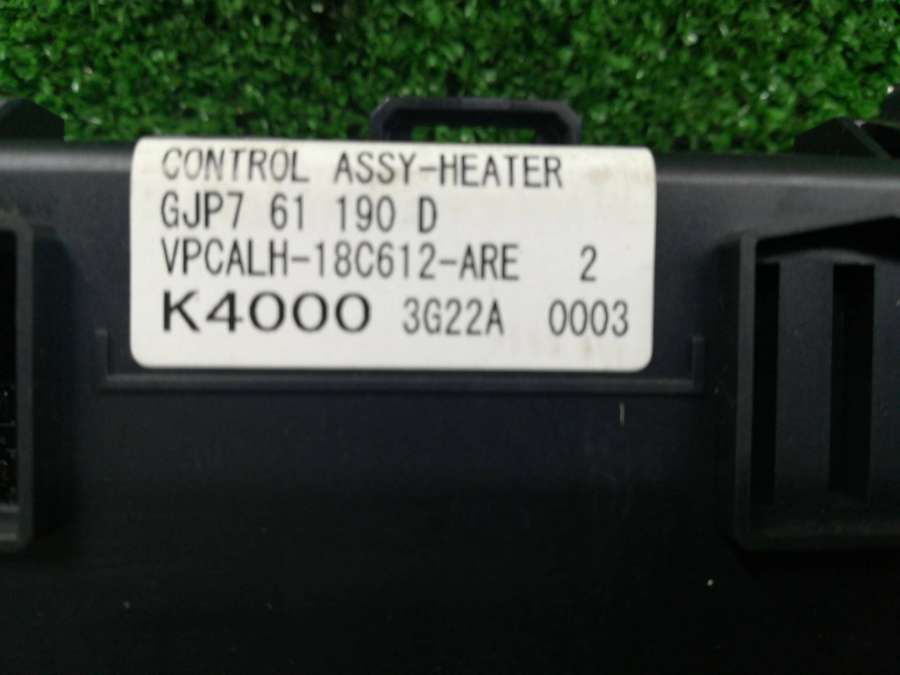 CONTROL ASSY-HEATER
GJP7 61 190 D
VPCALH-18C612-ARE 2
K4000 3G22A 0003